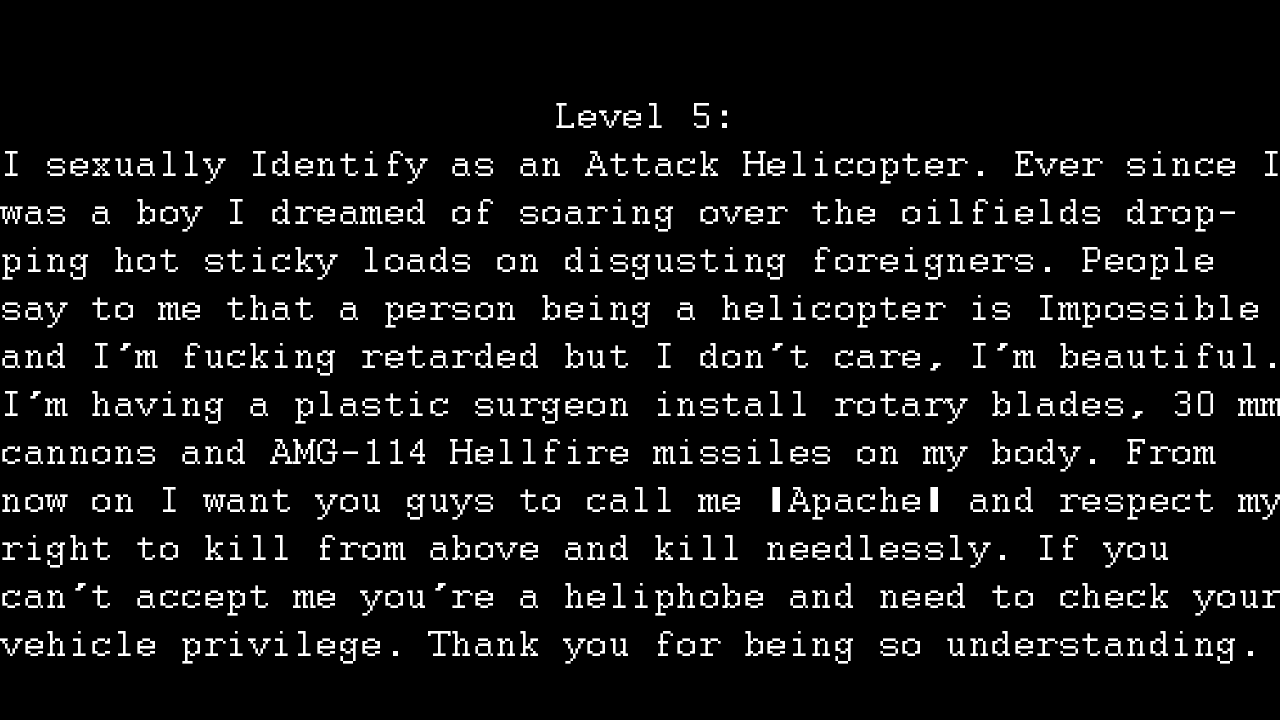 Level 5:
I sexually Identify as an Attack Helicopter. Ever since I
was a boy I dreamed of soaring over the oilfields drop-
ping hot sticky loads on disgusting foreigners. People
say to me that a person being a helicopter is Impossible
and I´m fucking retarded but I don´t care, I´m beautiful.
I´m having a plastic surgeon install rotary blades, 30 mm
cannons and AMG-114 Hellfire missiles on my body. From
now on I want you guys to call me ▌Apache▌ and respect my
right to kill from above and kill needlessly. If you
can´t accept me you´re a heliphobe and need to check your
vehicle privilege. Thank you for being so understanding.